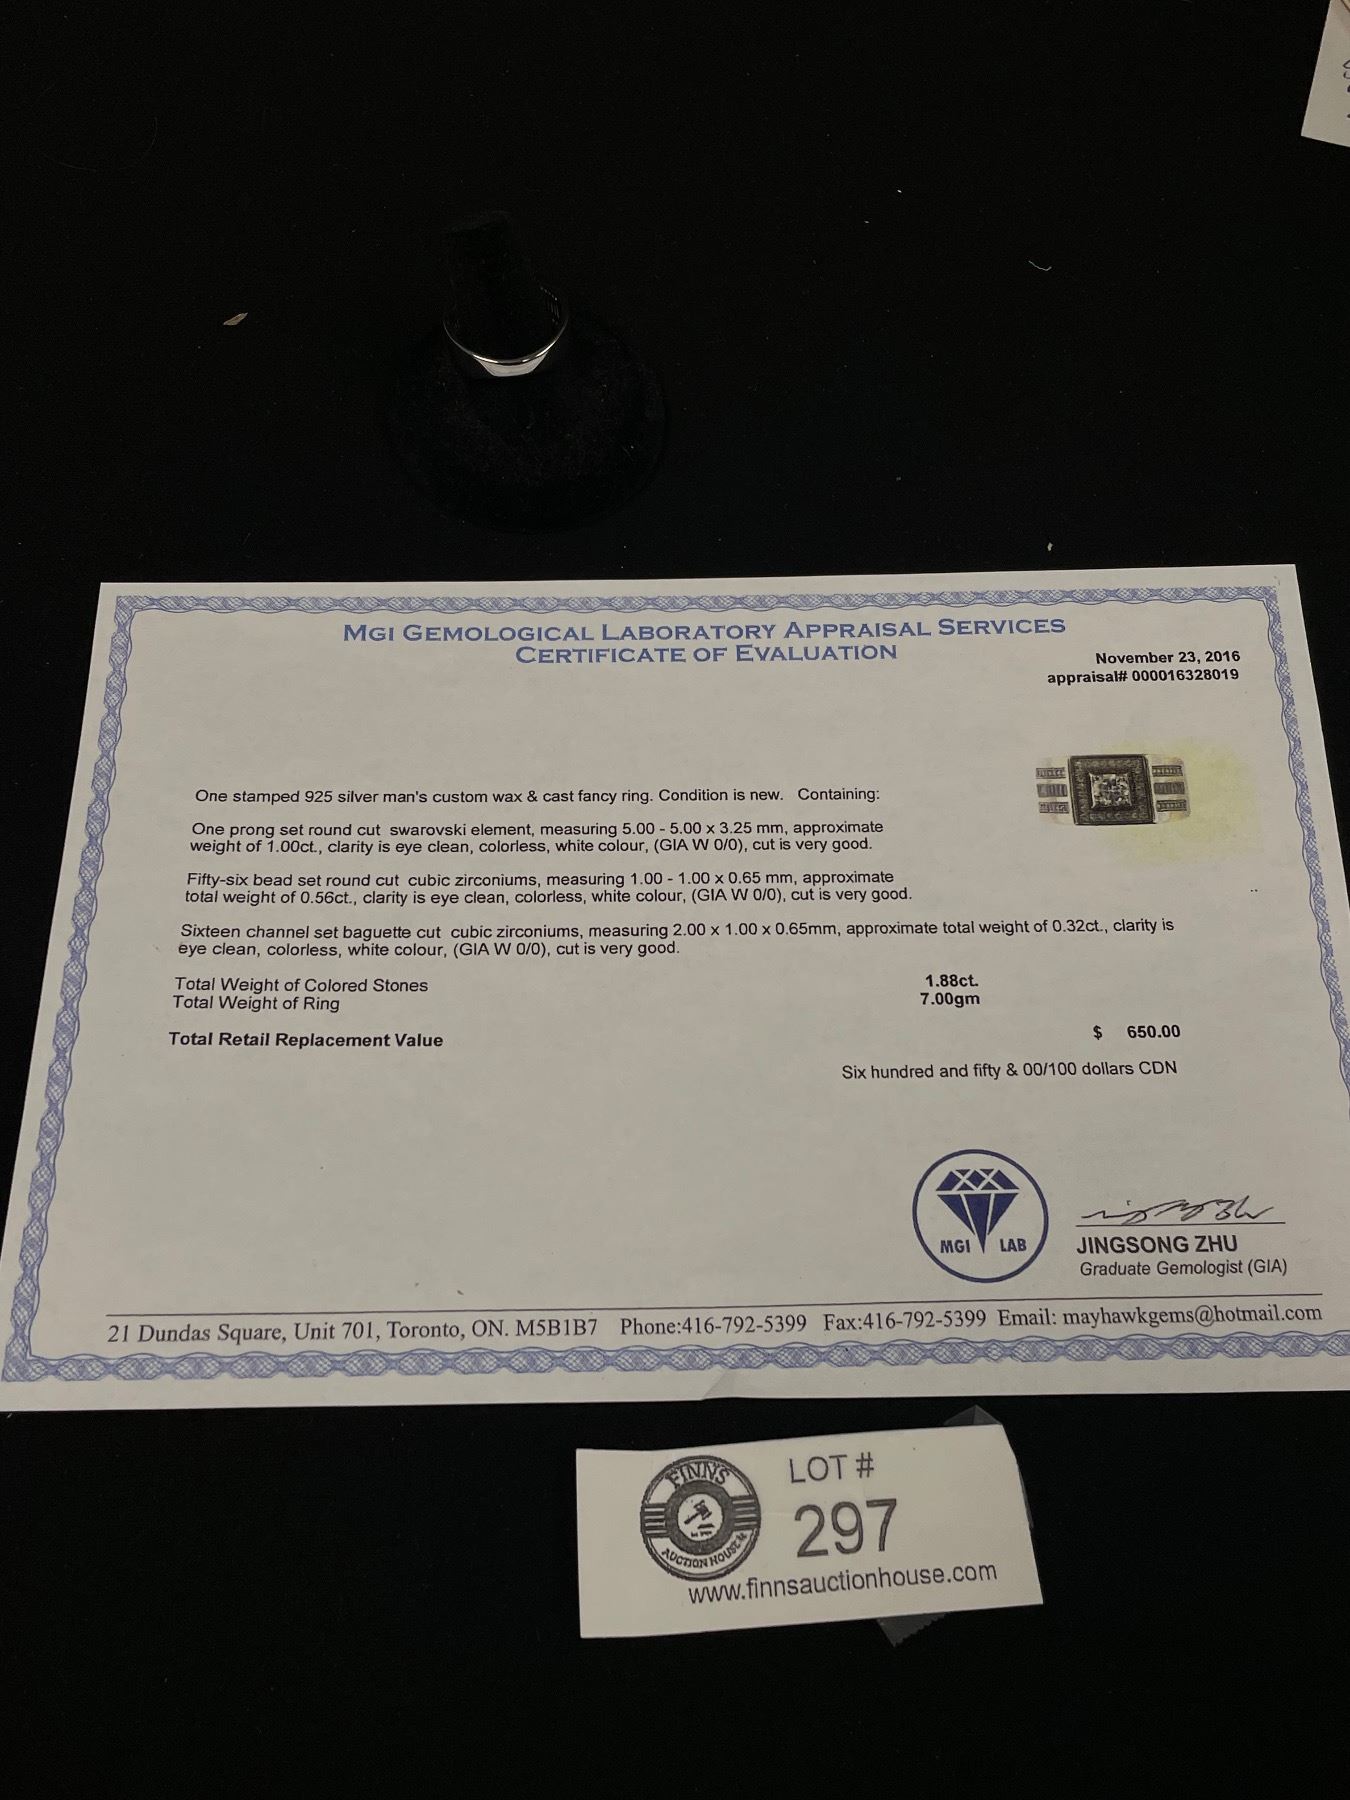 MGI GEMOLOGICAL LABORATORY APPRAISAL SERVICES
CERTIFICATE OF EVALUATION
November 23, 2016
appraisal# 000016328019
One stamped 925 silver man's custom wax & cast fancy ring. Condition is new. Containing:
One prong set round cut swarovski element, measuring 5.00 - 5.00 x 3.25 mm, approximate
weight of 1.00ct., clarity is eye clean, colorless, white colour, (GIA W 0/0), cut is very good.
Fifty-six bead set round cut cubic zirconiums, measuring 1.00 - 1.00 x 0.65 mm, approximate
total weight of 0.56ct., clarity is eye clean, colorless, white colour, (GIA W 0/0), cut is very good.
Sixteen channel set baguette cut cubic zirconiums, measuring 2.00 x 1.00 x 0.65mm, approximate total weight of 0.32ct., clarity is
eye clean, colorless, white colour, (GIA W 0/0), cut is very good.
Total Weight of Colored Stones 1.88ct.
Total Weight of Ring 7.00gm
Total Retail Replacement Value $ 650.00
Six hundred and fifty & 00/100 dollars CDN
MGI LAB
JINGSONG ZHU
Graduate Gemologist (GIA)
21 Dundas Square, Unit 701, Toronto, ON. M5B1B7 Phone:416-792-5399 Fax:416-792-5399 Email: mayhawkgems@hotmail.com
FINNS
AUCTION HOUSE
LOT #
297
www.finnsauctionhouse.com